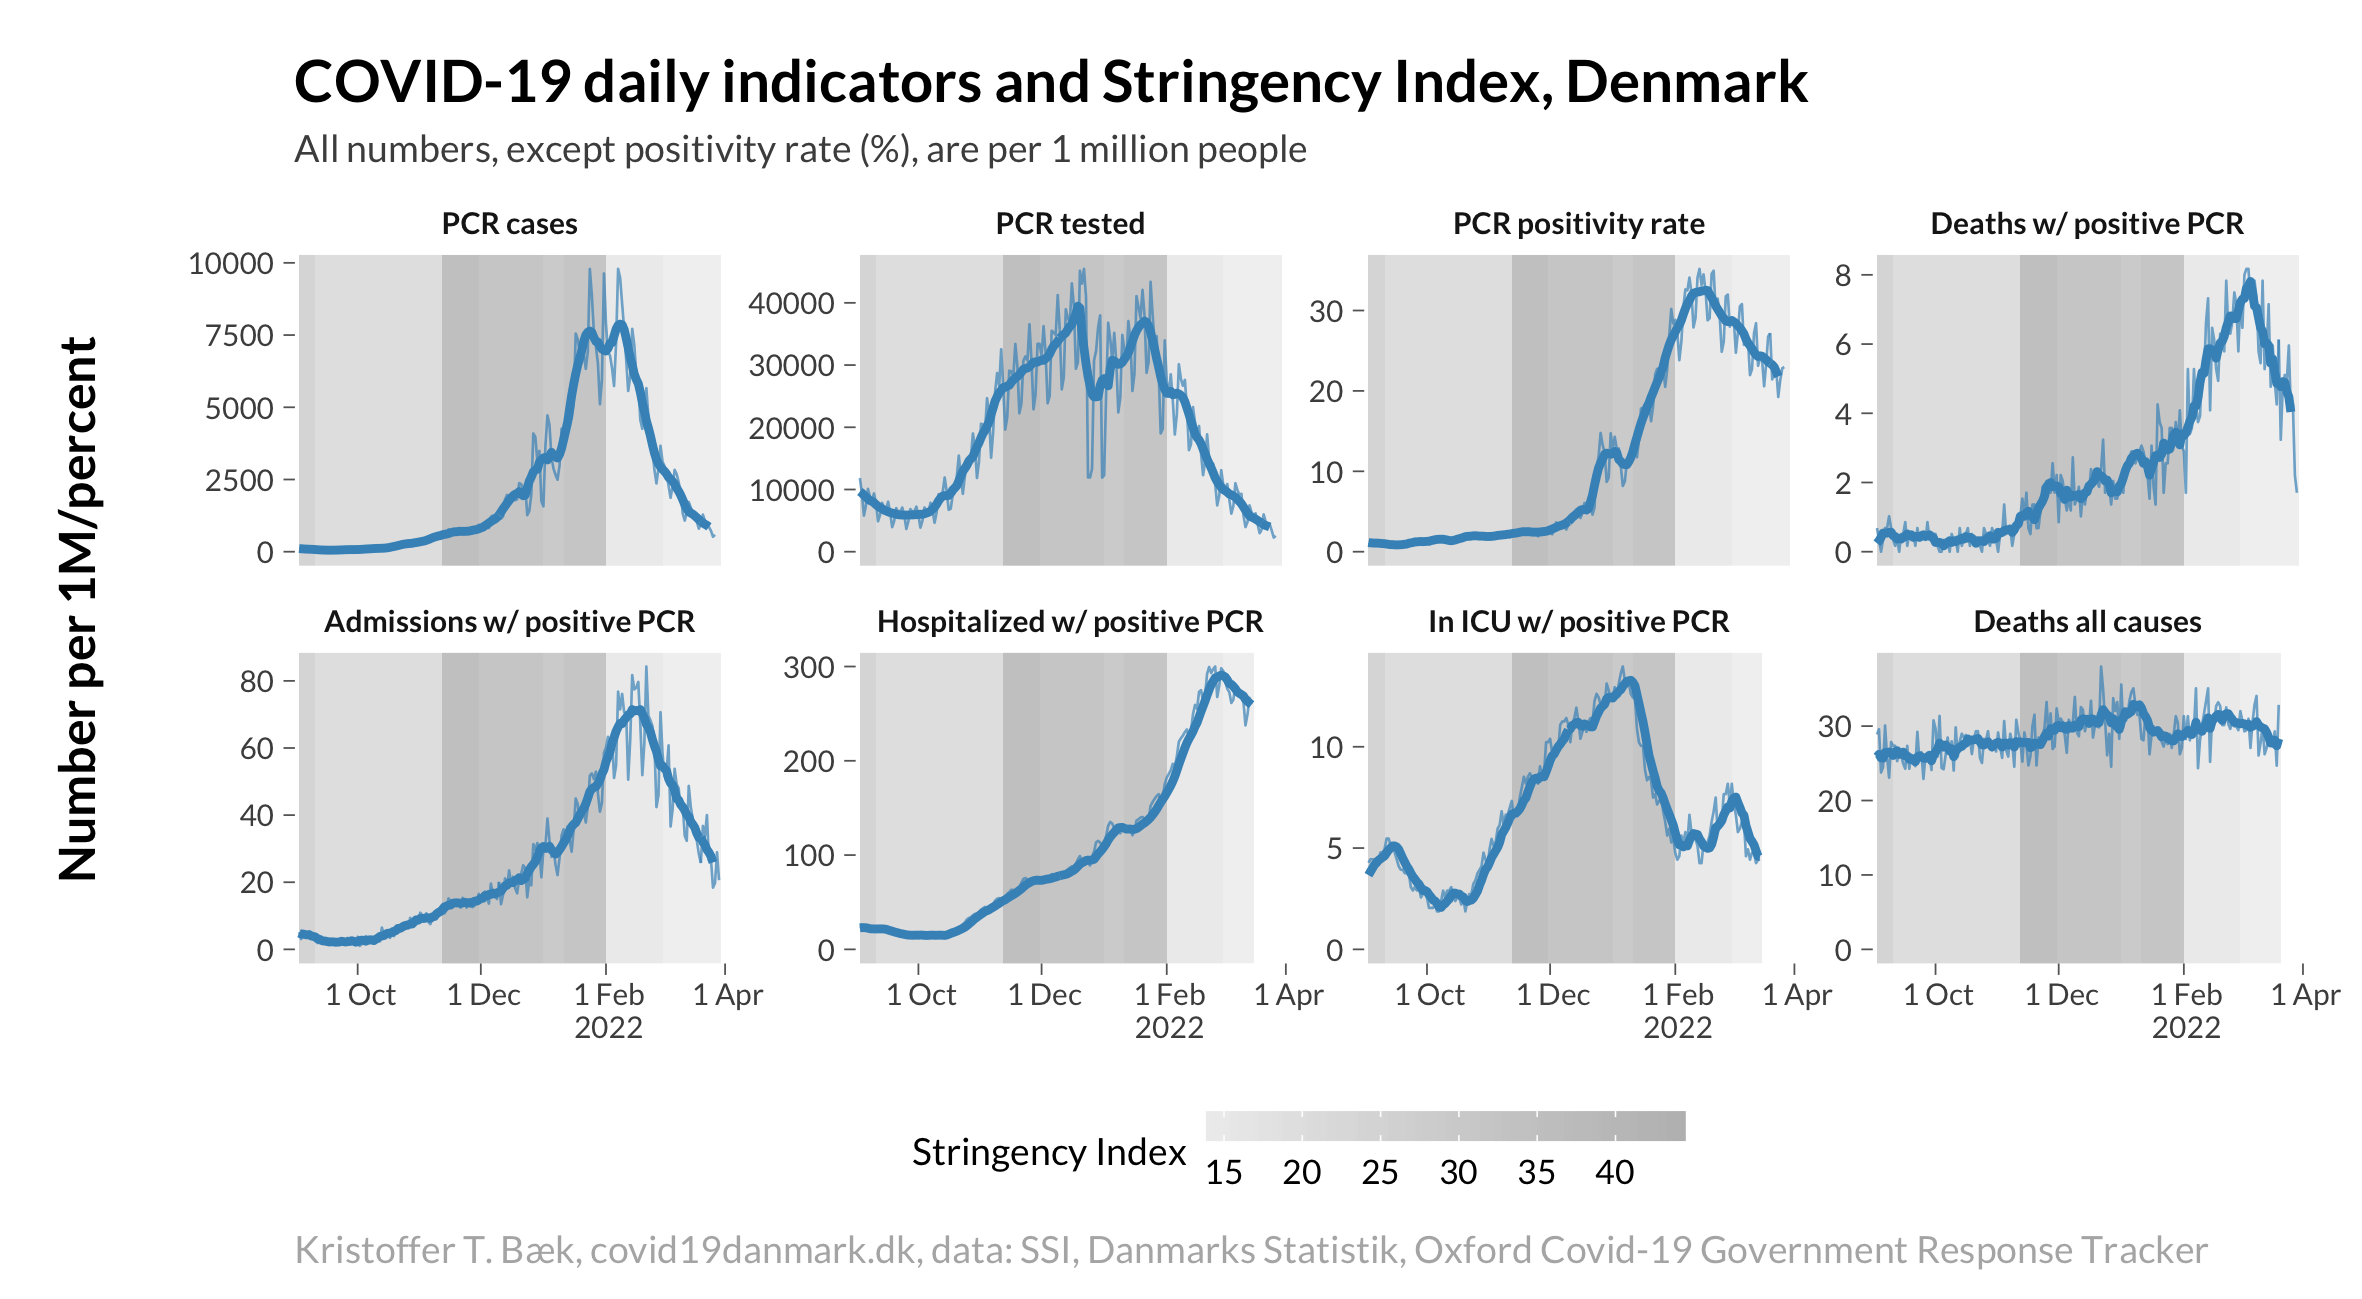 COVID-19 daily indicators and Stringency Index, Denmark
All numbers, except positivity rate (%), are per 1 million people
Number per 1M/percent
PCR cases
10000
7500
5000
2500
0
PCR tested
40000
30000
20000
10000
0
PCR positivity rate
30
20
10
0
Deaths w/ positive PCR
8
6
4
2
0
Admissions w/ positive PCR
80
60
40
20
0
1 Oct 1 Dec 1 Feb 1 Apr
2022
Hospitalized w/ positive PCR
300
200
100
0
1 Oct 1 Dec 1 Feb 1 Apr
2022
In ICU w/ positive PCR
10
5
0
1 Oct 1 Dec 1 Feb 1 Apr
2022
Deaths all causes
30
20
10
0
1 Oct 1 Dec 1 Feb 1 Apr
2022
Stringency Index
15 20 25 30 35 40
Kristoffer T. Bæk, covid19danmark.dk, data: SSI, Danmarks Statistik, Oxford Covid-19 Government Response Tracker